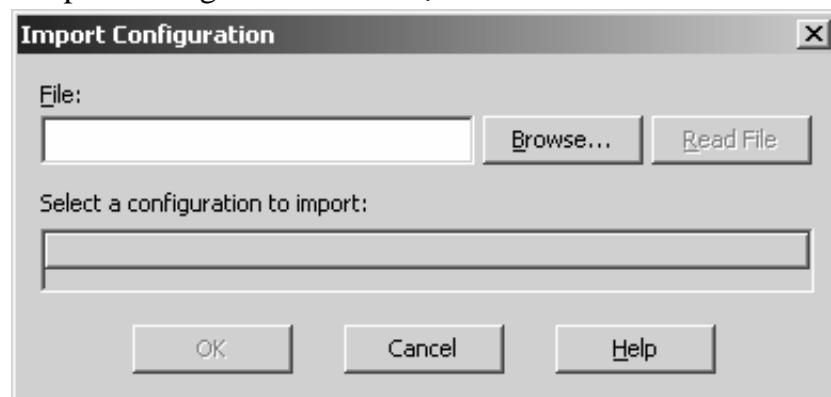 Import Configuration
File:
Browse... Read File
Select a configuration to import:
OK Cancel Help